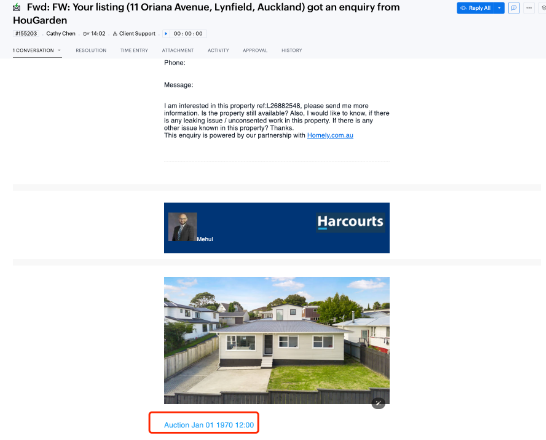 Fwd: FW: Your listing (11 Oriana Avenue, Lynfield, Auckland) got an enquiry from
HouGarden
Reply All
#155203 Cathy Chen 14:02 Client Support 00:00:00
CONVERSATION RESOLUTION TIME ENTRY ATTACHMENT ACTIVITY APPROVAL HISTORY
Phone:
Message:
I am interested in this property ref:L26882548, please send me more
information. Is the property still available? Also, I would like to know, if there
is any leaking issue / unconsented work in this property. If there is any
other issue known in this property? Thanks.
This enquiry is powered by our partnership with Homely.com.au
Harcourts
Mehul
Auction Jan 01 1970 12.00